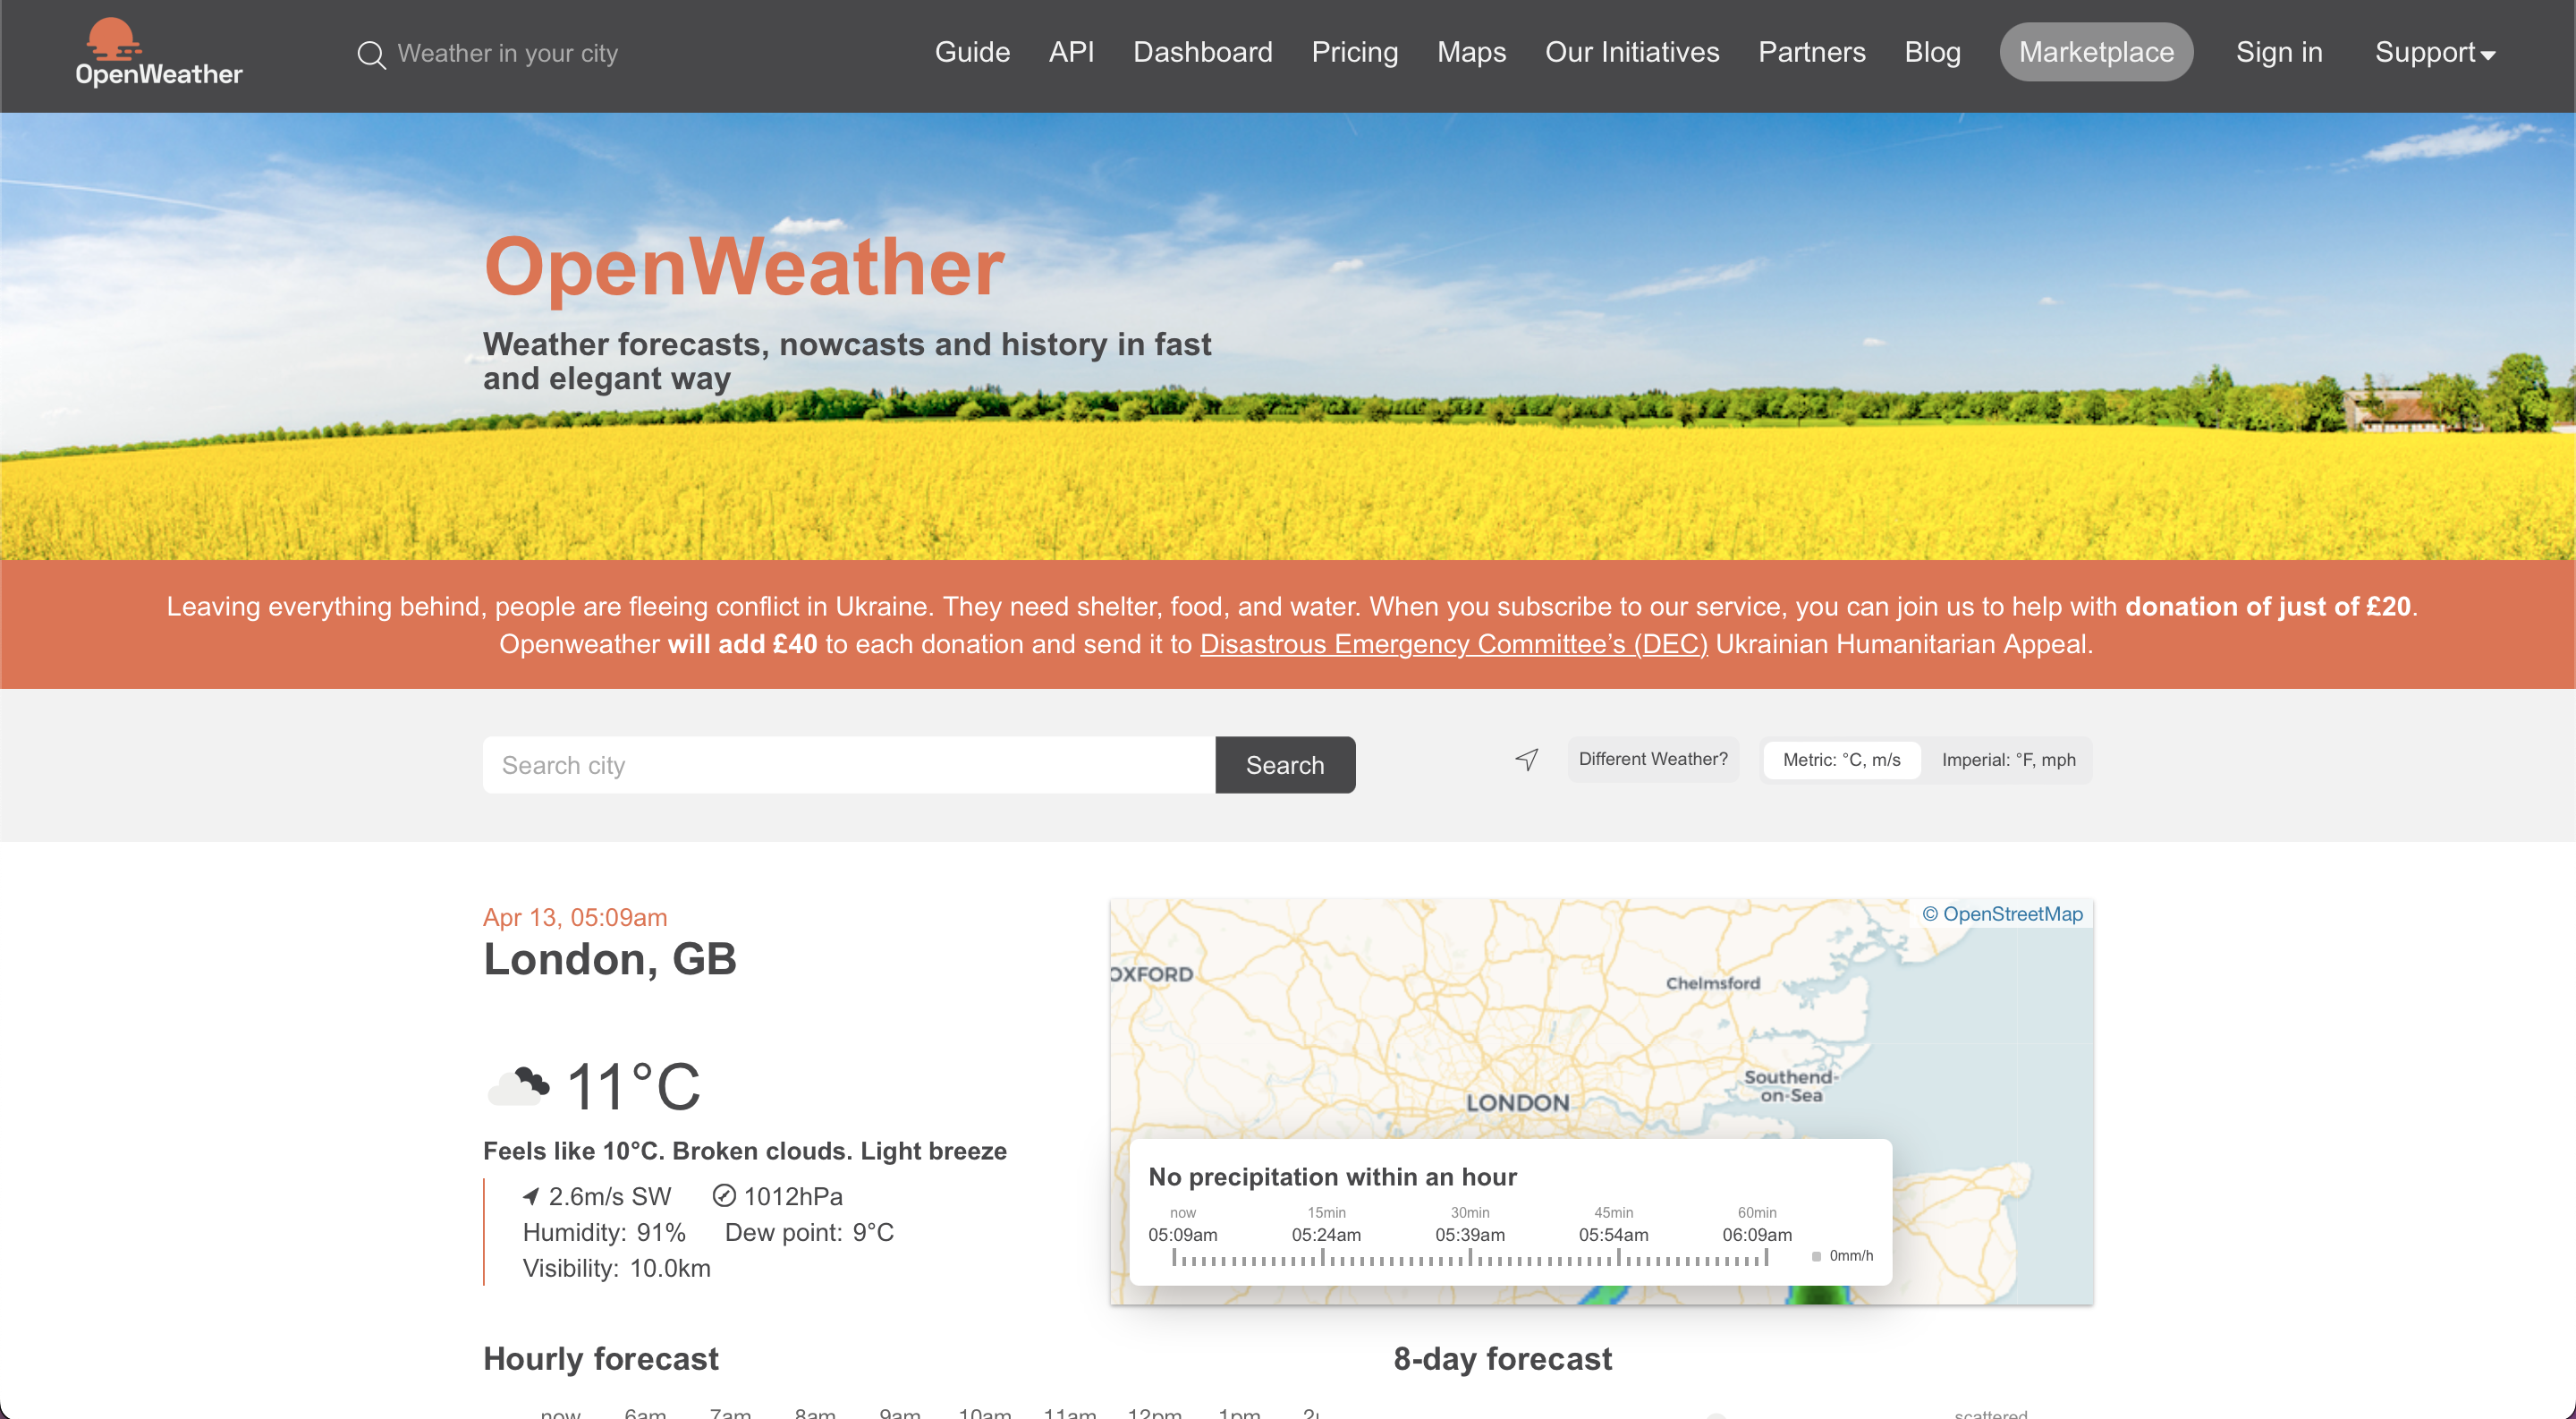 OpenWeather
Weather in your city
Guide
API
Dashboard
Pricing
Maps
Our Initiatives
Partners
Blog
Marketplace
Sign in
Support
OpenWeather
Weather forecasts, nowcasts and history in fast
and elegant way
Leaving everything behind, people are fleeing conflict in Ukraine. They need shelter, food, and water. When you subscribe to our service, you can join us to help with donation of just of £20.
Openweather will add £40 to each donation and send it to Disastrous Emergency Committee’s (DEC) Ukrainian Humanitarian Appeal.
Search city
Search
Different Weather?
Metric: °C, m/s
Imperial: °F, mph
Apr 13, 05:09am
London, GB
11°C
Feels like 10°C. Broken clouds. Light breeze
2.6m/s SW
1012hPa
Humidity: 91%
Dew point: 9°C
Visibility: 10.0km
© OpenStreetMap
OXFORD
Chelmsford
Southend-
on-Sea
LONDON
No precipitation within an hour
now 15min 30min 45min 60min
05:09am 05:24am 05:39am 05:54am 06:09am
0mm/h
Hourly forecast
8-day forecast
now 6am 7am 8am 9am 10am 11am 12pm 1pm
scattered